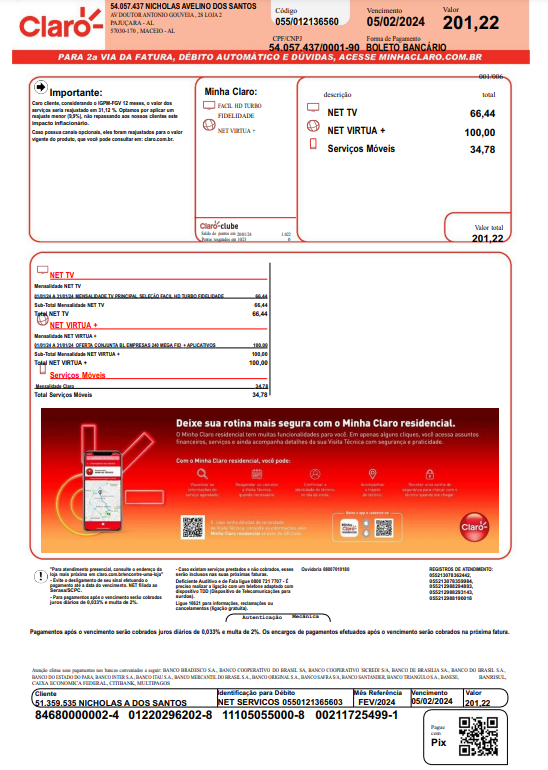 Claro
54.057.437 NICHOLAS AVELINO DOS SANTOS
AV DOUTOR ANTONIO GOUVEIA, 28 LOJA 2
PAJUÇARA - AL
57030-170 , MACEIO - AL
Código
055/012136560
Vencimento
05/02/2024
Valor
201,22
CPF/CNPJ
54.057.437/0001-90
Forma de Pagamento
BOLETO BANCÁRIO
PARA 2a VIA DA FATURA, DÉBITO AUTOMÁTICO E DÚVIDAS, ACESSE MINHACLARO.COM.BR
001/006
Importante:
Caro cliente, considerando o IGPM-FGV 12 meses, o valor dos
serviços seria reajustado em 31,12 %. Optamos por aplicar um
reajuste menor (9,9%), não repassando aos nossos clientes este
impacto inflacionário.
Caso possua canais opcionais, eles foram reajustados para o valor
vigente do produto, que você pode consultar em: claro.com.br.
Minha Claro:
FACIL HD TURBO
FIDELIDADE
NET VIRTUA +
Claro-clube
Saldo de pontos em 20/01/24 1.022
Pontos resgatados em 1023 0
descrição total
NET TV 66,44
NET VIRTUA + 100,00
Serviços Móveis 34,78
Valor total
201,22
NET TV
Mensalidade NET TV
01/01/24 A 31/01/24 MENSALIDADE TV PRINCIPAL SELEÇÃO FACIL HD TURBO FIDELIDADE 66,44
Sub-Total Mensalidade NET TV 66,44
Total NET TV 66,44
NET VIRTUA +
Mensalidade NET VIRTUA +
01/01/24 A 31/01/24 OFERTA CONJUNTA BL EMPRESAS 240 MEGA FID + APLICATIVOS 100,00
Sub-Total Mensalidade NET VIRTUA + 100,00
Total NET VIRTUA + 100,00
Serviços Móveis
Mensalidade Claro 34,78
Total Serviços Móveis 34,78
Deixe sua rotina mais segura com o Minha Claro residencial.
O Minha Claro residencial tem muitas funcionalidades para você. Em apenas alguns cliques, você acessa assuntos
financeiros, serviços e ainda acompanha detalhes da sua Visita Técnica com segurança e praticidade.
Com o Minha Claro residencial, você pode:
Claro
"Para atendimento presencial, consulte o endereço da
loja mais próxima em claro.com.br/encontre-uma-loja"
- Evite o desligamento de seu sinal efetuando o
pagamento até a data do vencimento. NET filiada ao
Serasa/SCPC.
- Para pagamentos após o vencimento serão cobrados
juros diários de 0,033% e multa de 2%.
- Caso existam serviços prestados e não cobrados, esses
serão inclusos nas suas próximas faturas.
Deficiente Auditivo e de Fala ligue 0800 721 7707 - É
preciso realizar a ligação com um telefone adaptado com
dispositivo TDD (Dispositivo de Telecomunicações para
surdos).
Ligue 10621 para informações, reclamações ou
cancelamentos (ligação gratuita).
Ouvidoria 08007010180
REGISTROS DE ATENDIMENTO:
055213078362442,
055213078359984,
055212988294893,
055212988293143,
055212988190018
Autenticação Mecânica
Pagamentos após o vencimento serão cobrados juros diários de 0,033% e multa de 2%. Os encargos de pagamentos efetuados após o vencimento serão cobrados na próxima fatura.
Atenção efetue seus pagamentos nos bancos conveniados a seguir: BANCO BRADESCO S.A., BANCO COOPERATIVO DO BRASIL SA, BANCO COOPERATIVO SICREDE S/A, BANCO DE BRASILIA S.A., BANCO DO BRASIL S.A.,
BANCO DO ESTADO DO PARA, BANCO INTER S.A., BANCO ITAU S.A., BANCO MERCANTIL DO BRASIL S.A., BANCO ORIGINAL S.A., BANCO SAFRA S/A, BANCO SANTANDER, BANCO TRIANGULO S.A., BANESE, BANRISUL,
CAIXA ECONOMICA FEDERAL, CITIBANK, MULTIPAGOS
Cliente
51.359.535 NICHOLAS A DOS SANTOS
Identificação para Débito
NET SERVICOS 0550121365603
Mês Referência
FEV/2024
Vencimento
05/02/2024
Valor
201,22
84680000002-4 01220296202-8 11105055000-8 00211725499-1
Pague
com
Pix